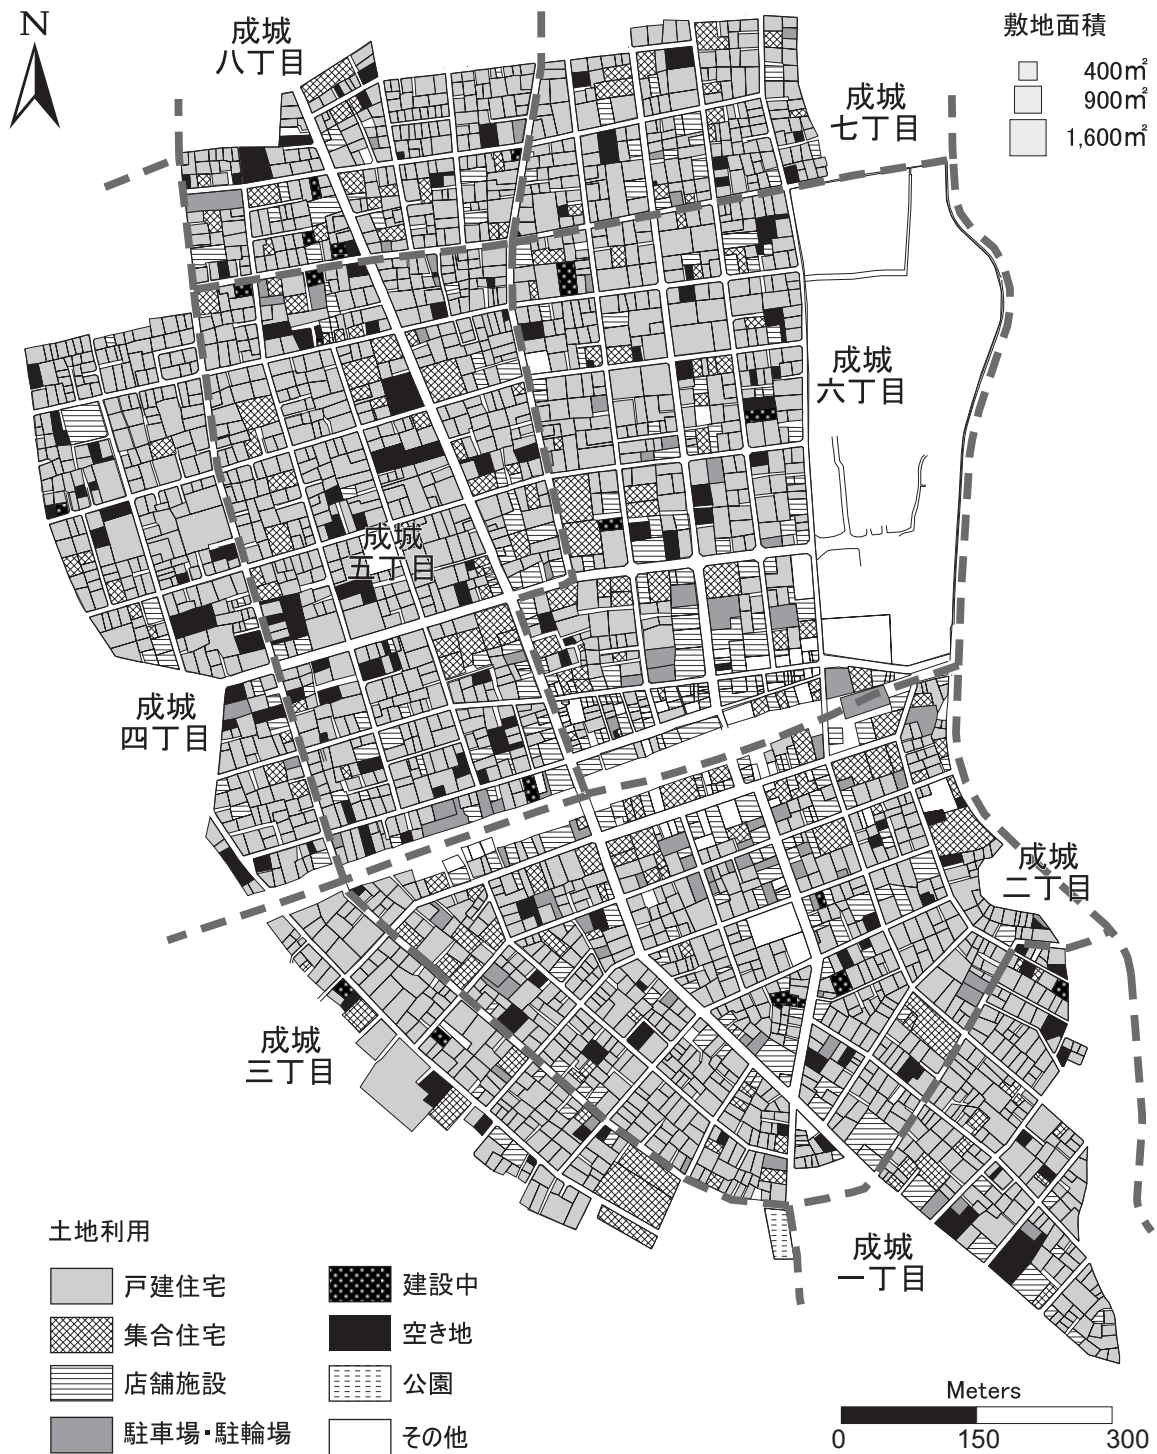 N
成城
八丁目
敷地面積
400㎡
900㎡
1,600㎡
成城
七丁目
成城
六丁目
成城
五丁目
成城
四丁目
成城
二丁目
成城
三丁目
成城
一丁目
土地利用
戸建住宅
集合住宅
店舗施設
駐車場・駐輪場
建設中
空き地
公園
その他
Meters
0 150 300